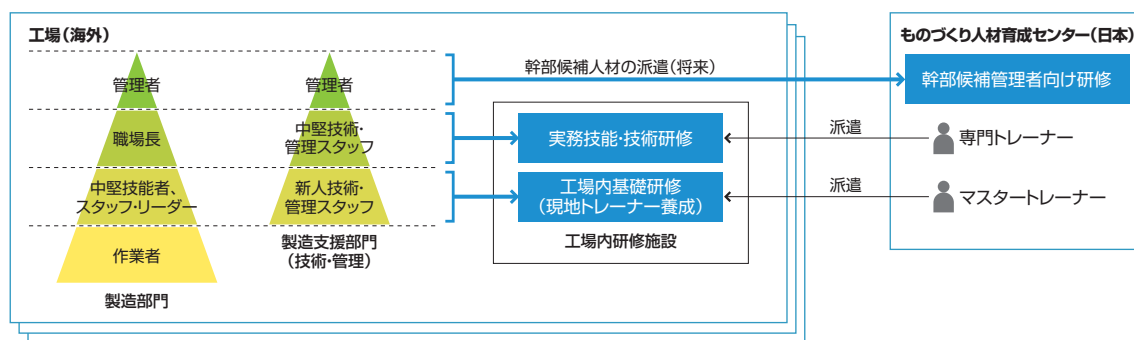 工場（海外）
管理者
職場長
中堅技能者、
スタッフ・リーダー
作業者
製造部門
管理者
中堅技術・
管理スタッフ
新人技術・
管理スタッフ
製造支援部門
（技術・管理）
幹部候補人材の派遣（将来）
実務技能・技術研修
工場内基礎研修
（現地トレーナー養成）
工場内研修施設
派遣
派遣
ものづくり人材育成センター（日本）
幹部候補管理者向け研修
専門トレーナー
マスタートレーナー